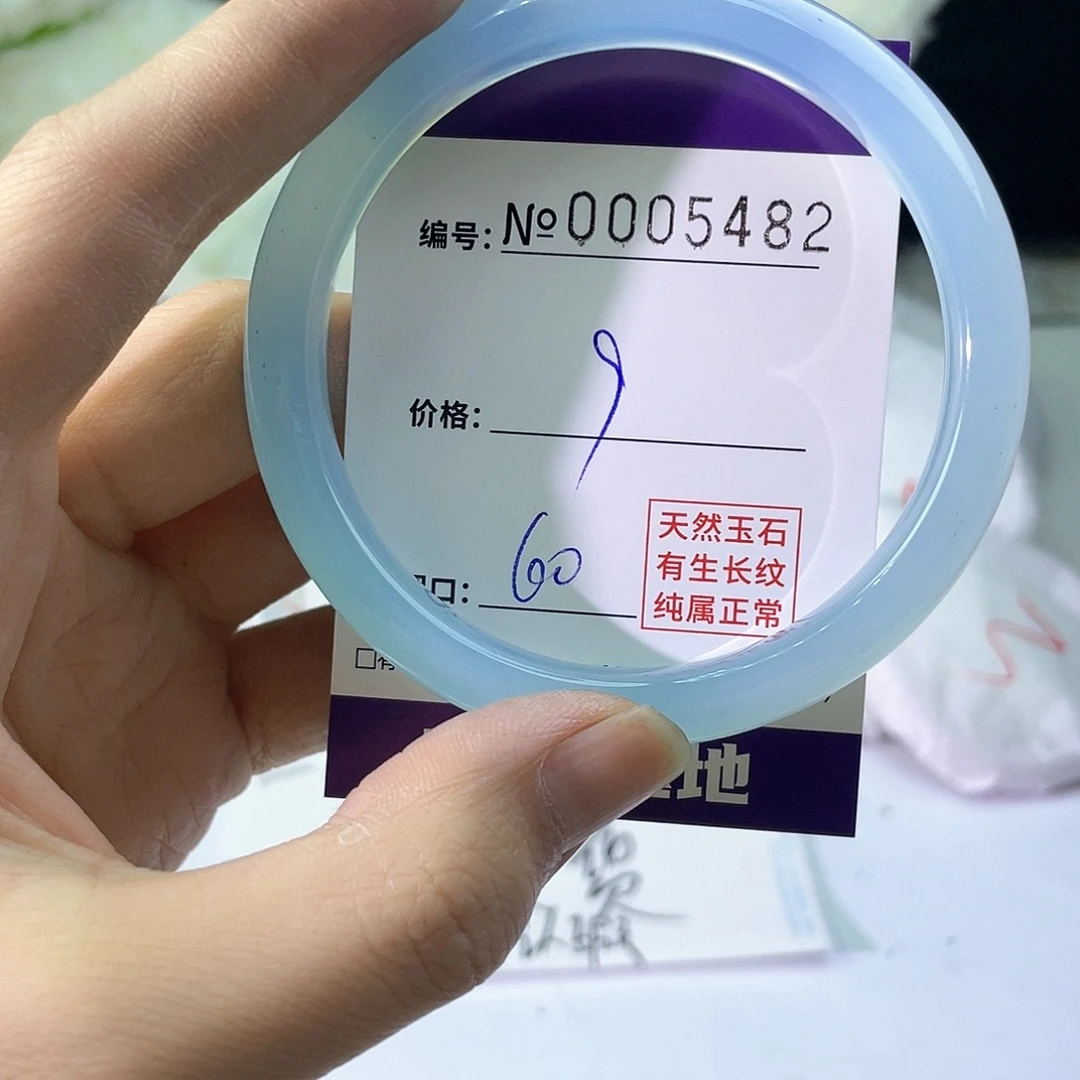 编号: №0005482
价格: 9
口: 60
天然玉石
有生长纹
纯属正常
□有
地